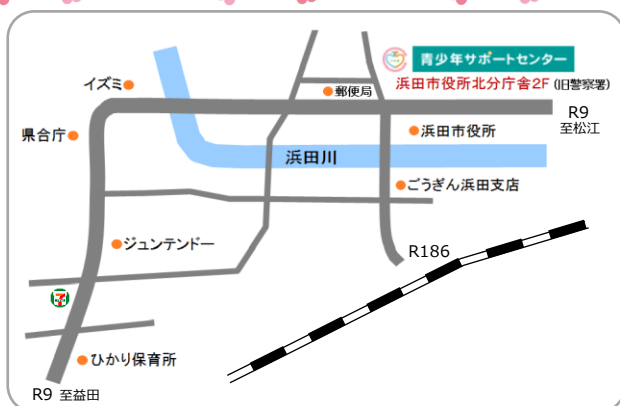 青少年サポートセンター
浜田市役所北分庁舎2F (旧警察署)
イズミ
郵便局
R9
至松江
県合庁
浜田市役所
浜田川
ごうぎん浜田支店
ジュンテンドー
R186
7
ひかり保育所
R9 至益田